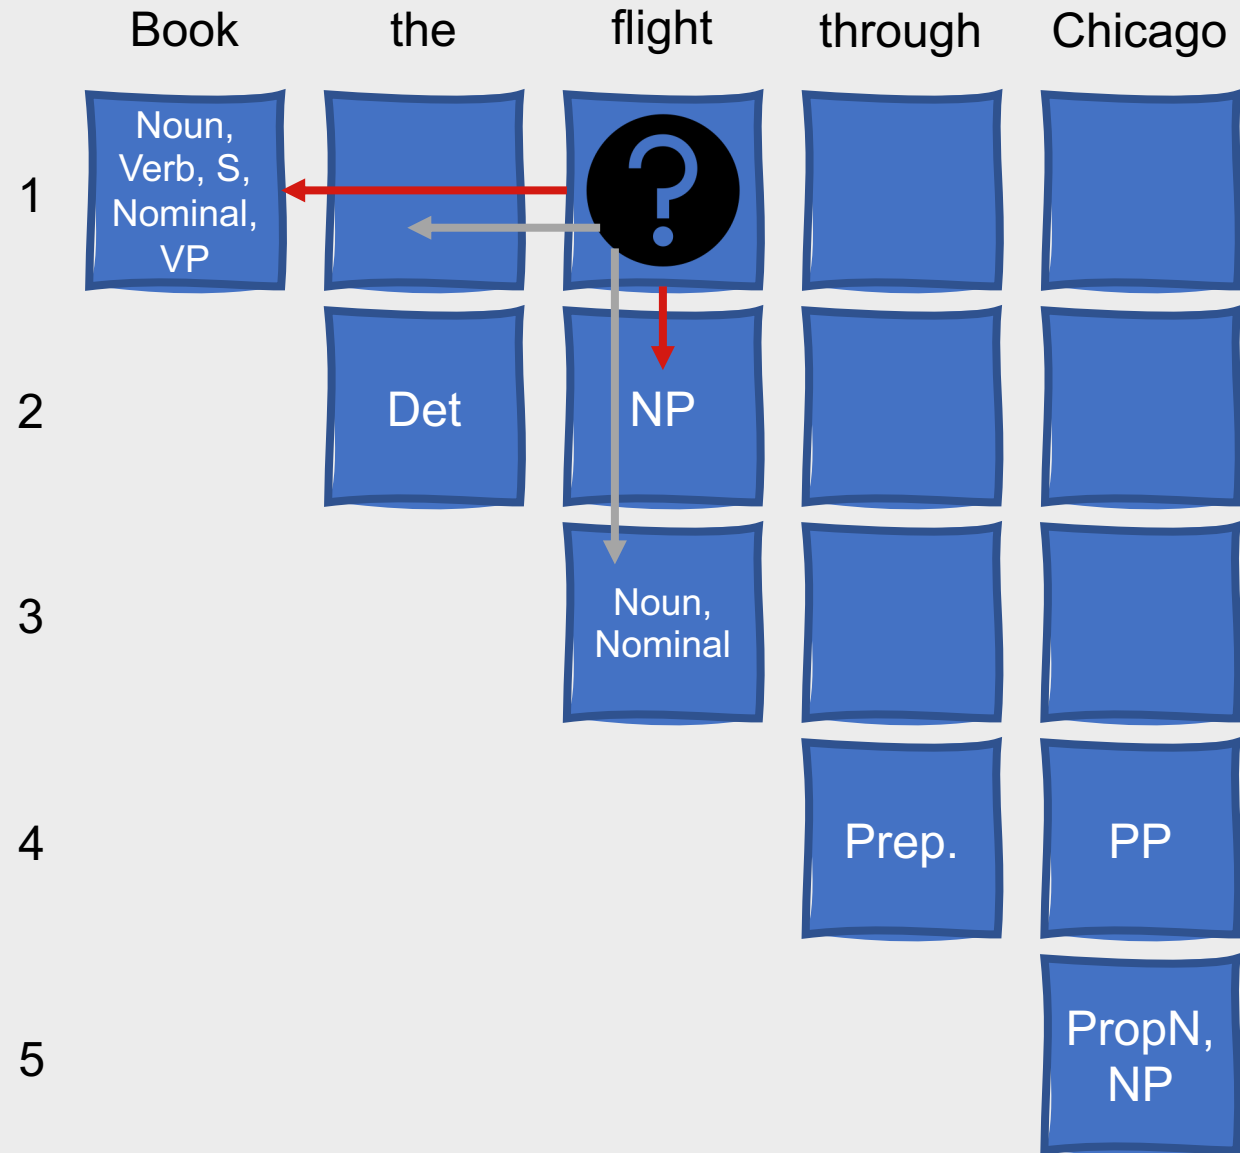 Book the flight through Chicago
1
Noun,
Verb, S,
Nominal,
VP
?
2
Det NP
3
Noun,
Nominal
4
Prep. PP
5
PropN,
NP